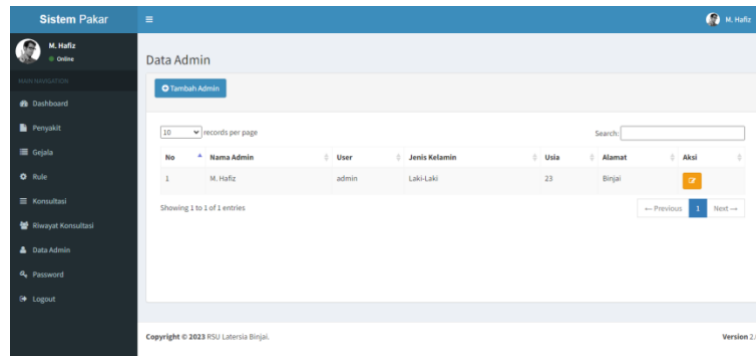 Sistem Pakar
M. Hafiz
M. Hafiz
Online
MAIN NAVIGATION
Dashboard
Penyakit
Gejala
Rule
Konsultasi
Riwayat Konsultasi
Data Admin
Password
Logout
Data Admin
Tambah Admin
10 records per page
Search:
No Nama Admin User Jenis Kelamin Usia Alamat Aksi
1 M. Hafiz admin Laki-Laki 23 Binjai
Showing 1 to 1 of 1 entries
← Previous 1 Next →
Copyright © 2023 RSU Latersia Binjai.
Version 2.